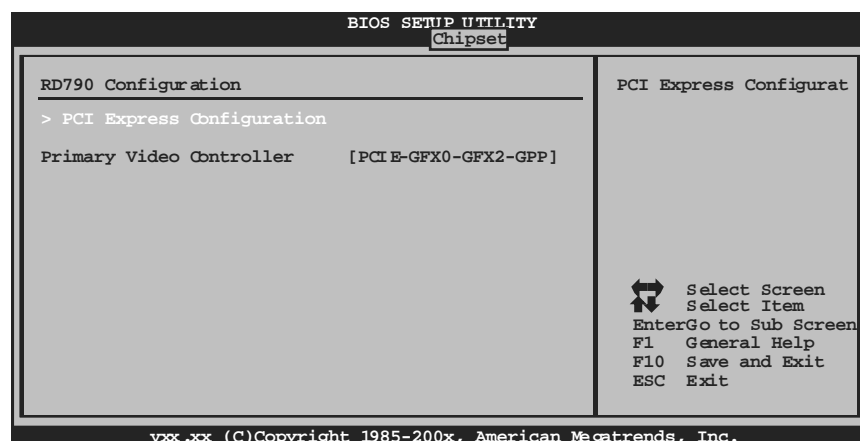 BIOS SETUP UTILITY
Chipset
RD790 Configuration
> PCI Express Configuration
Primary Video Controller [PCIE-GFX0-GFX2-GPP]
PCI Express Configurat
Select Screen
Select Item
EnterGo to Sub Screen
F1 General Help
F10 Save and Exit
ESC Exit
vxx.xx (C)Copyright 1985-200x, American Megatrends, Inc.